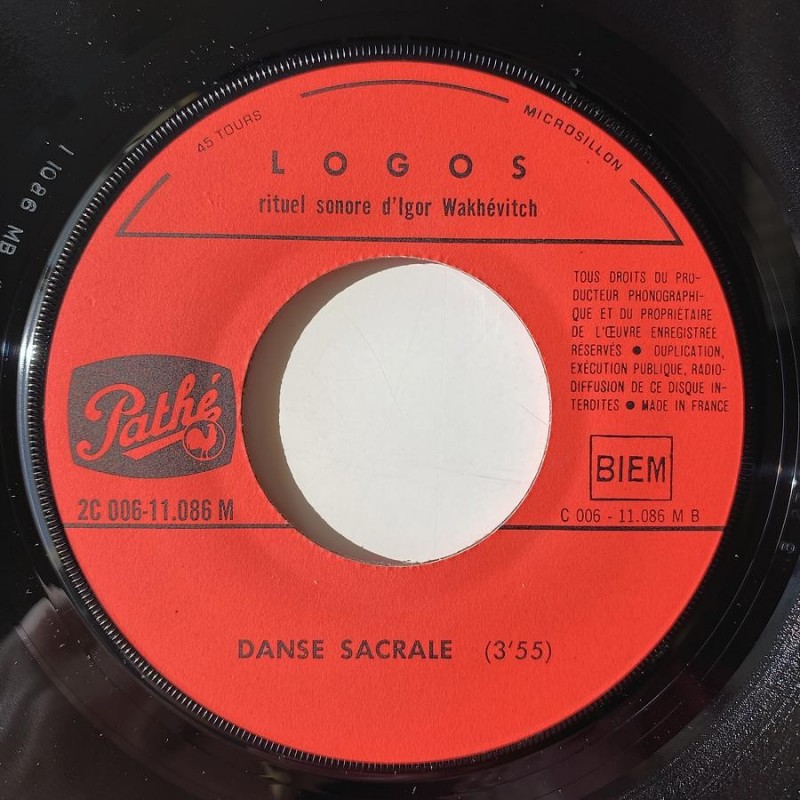 45 TOURS
MICROSILLON
LOGOS
rituel sonore d'Igor Wakhévitch
TOUS DROITS DU PRO-
DUCTEUR PHONOGRAPHI-
QUE ET DU PROPRIÉTAIRE
DE L'ŒUVRE ENREGISTRÉE
RÉSERVÉS ● DUPLICATION,
EXÉCUTION PUBLIQUE, RADIO-
DIFFUSION DE CE DISQUE IN-
TERDITES ● MADE IN FRANCE
Pathé
BIEM
2C 006-11.086 M
C 006 - 11.086 M B
DANSE SACRALE (3'55)
11086 MB